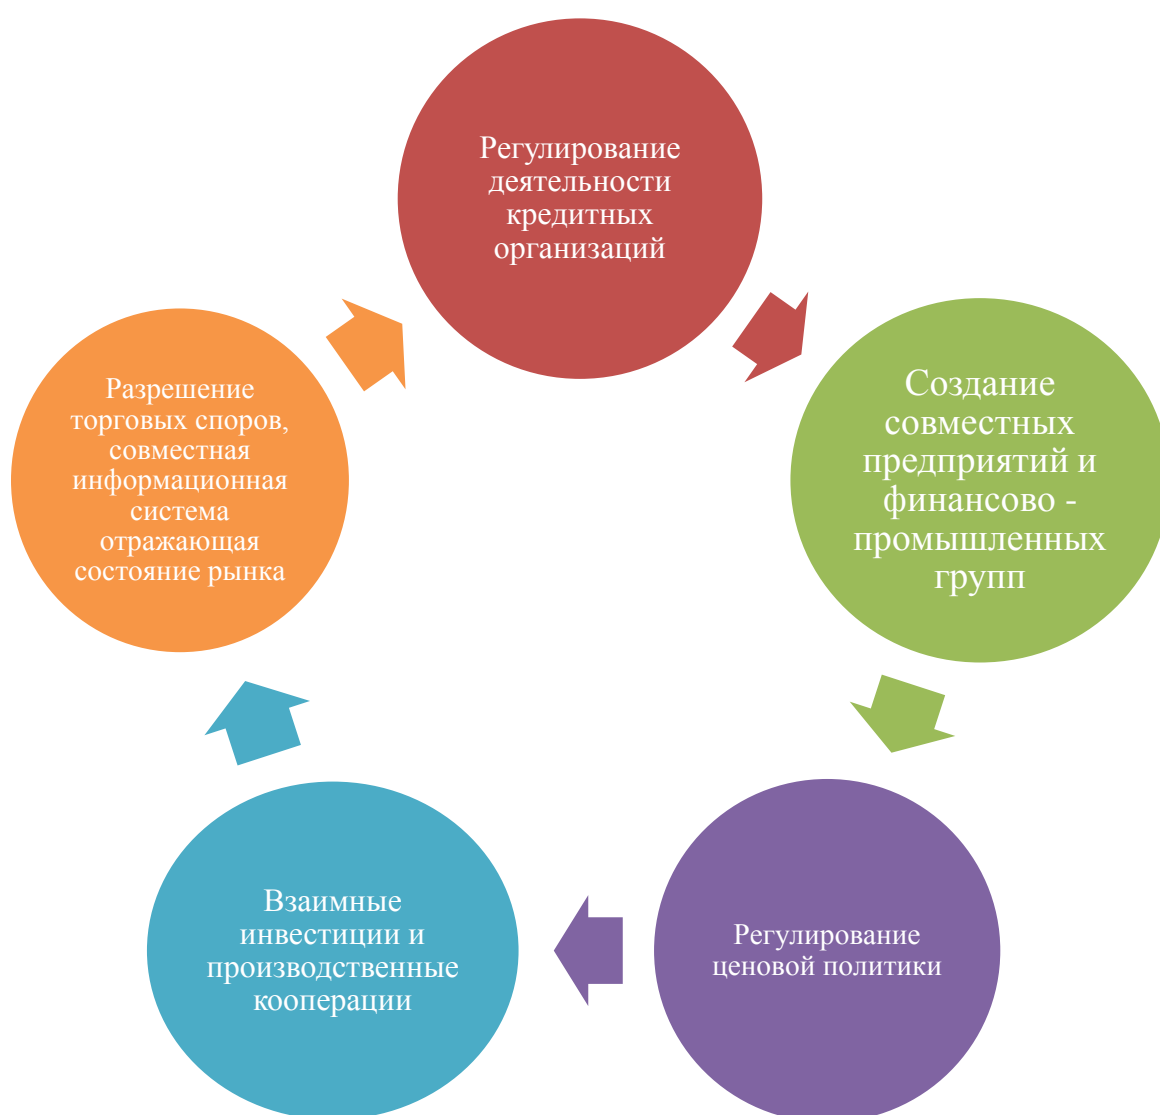 Регулирование
деятельности
кредитных
организаций
Создание
совместных
предприятий и
финансово -
промышленных
групп
Регулирование
ценовой политики
Взаимные
инвестиции и
производственные
кооперации
Разрешение
торговых споров,
совместная
информационная
система
отражающая
состояние рынка